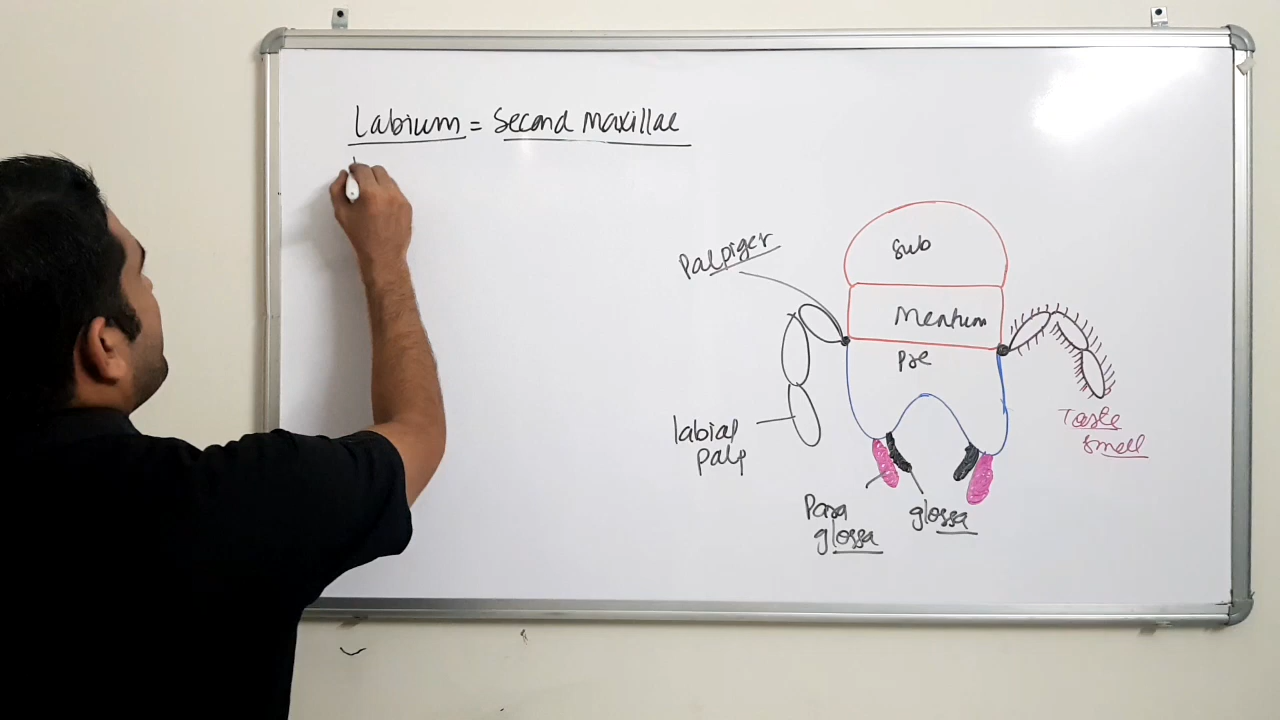 Labium = Second Maxillae
Palpiger
Sub
Mentum
Pre
labial
palp
Taste
Smell
Para
glossa
glossa